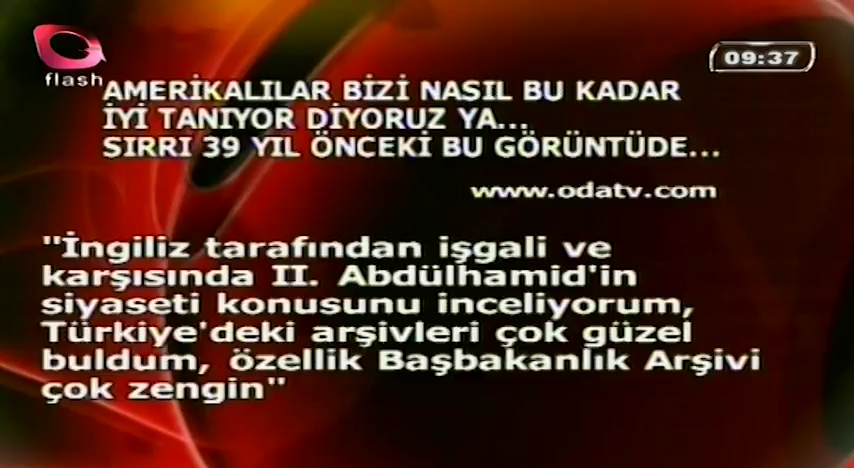 flash
09:37
AMERİKALILAR BİZİ NASIL BU KADAR
İYİ TANIYOR DİYORUZ YA...
SIRRI 39 YIL ÖNCEKİ BU GÖRÜNTÜDE...
www.odatv.com
"İngiliz tarafından işgali ve
karşısında II. Abdülhamid'in
siyaseti konusunu inceliyorum,
Türkiye'deki arşivleri çok güzel
buldum, özellik Başbakanlık Arşivi
çok zengin"